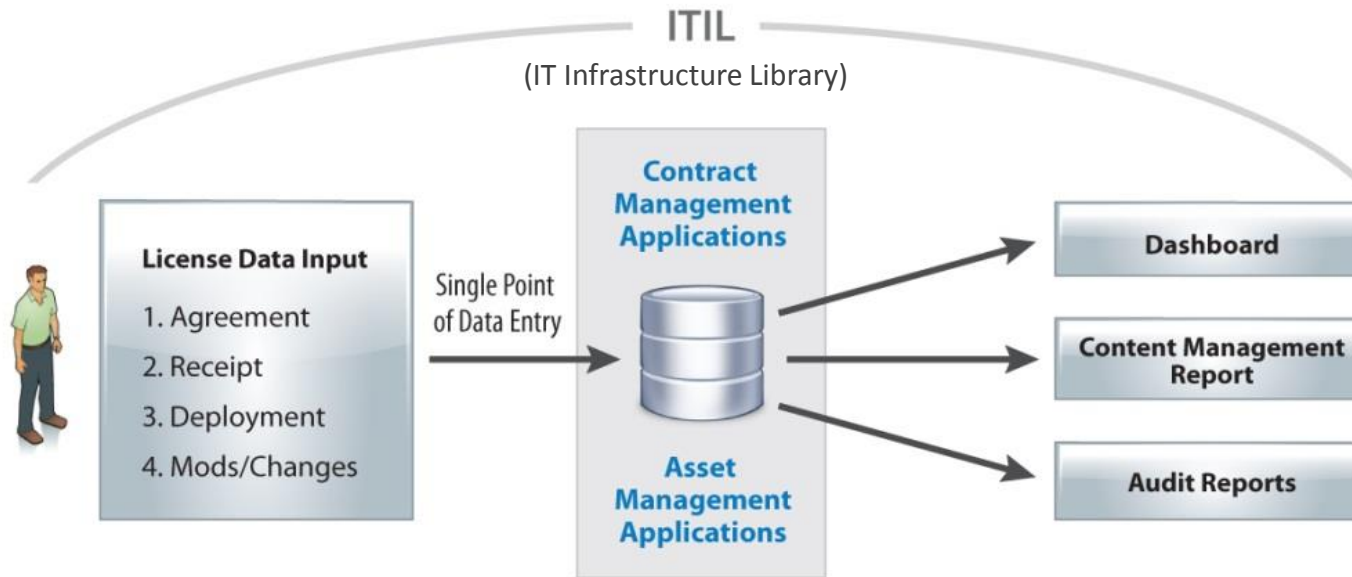 ITIL
(IT Infrastructure Library)
License Data Input
1. Agreement
2. Receipt
3. Deployment
4. Mods/Changes
Single Point
of Data Entry
Contract
Management
Applications
Asset
Management
Applications
Dashboard
Content Management
Report
Audit Reports